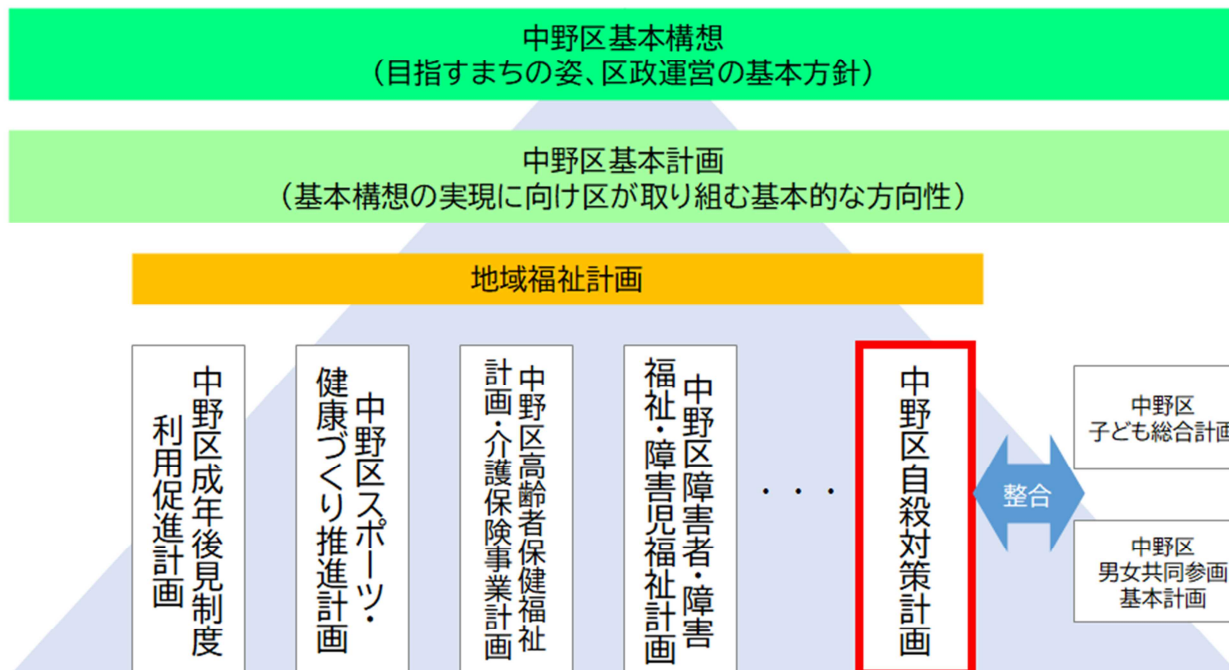 中野区基本構想
（目指すまちの姿、区政運営の基本方針）
中野区基本計画
（基本構想の実現に向け区が取り組む基本的な方向性）
地域福祉計画
中野区成年後見制度
利用促進計画
中野区スポーツ・
健康づくり推進計画
中野区高齢者保健福祉
計画・介護保険事業計画
中野区障害者・障害
福祉・障害児福祉計画
・・・
中野区自殺対策計画
整合
中野区
子ども総合計画
中野区
男女共同参画
基本計画